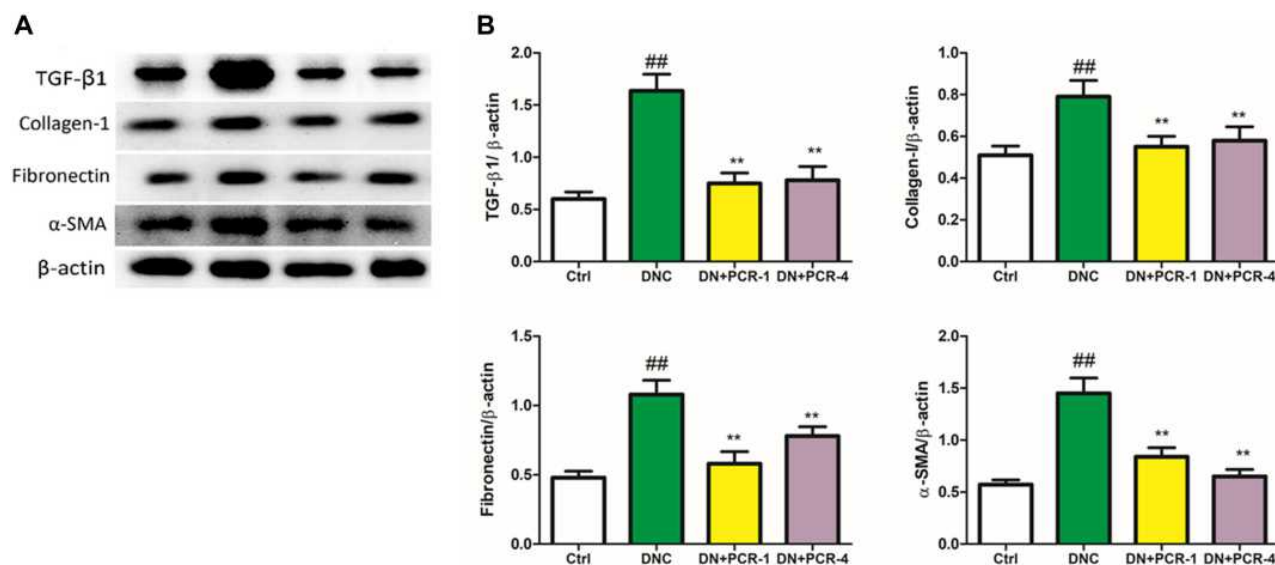 A
TGF-β1
Collagen-1
Fibronectin
α-SMA
β-actin
B
TGF-β1/ β-actin
2.0
1.5
1.0
0.5
0.0
##
**
**
Ctrl
DNC
DN+PCR-1
DN+PCR-4
Collagen-I/β-actin
1.0
0.8
0.6
0.4
0.2
0.0
##
**
**
Ctrl
DNC
DN+PCR-1
DN+PCR-4
Fibronectin/β-actin
1.5
1.0
0.5
0.0
##
**
**
Ctrl
DNC
DN+PCR-1
DN+PCR-4
α-SMA/β-actin
2.0
1.5
1.0
0.5
0.0
##
**
**
Ctrl
DNC
DN+PCR-1
DN+PCR-4